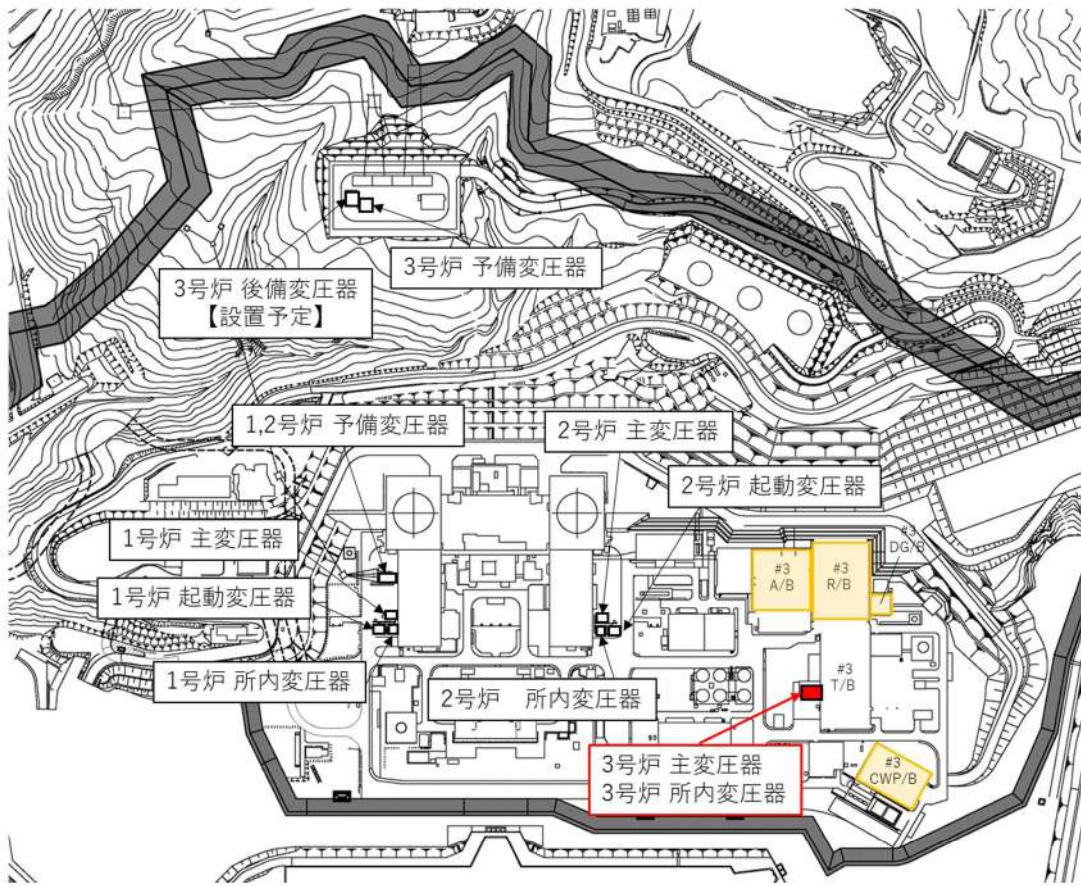 3号炉 予備変圧器
3号炉 後備変圧器
【設置予定】
1,2号炉 予備変圧器
2号炉 主変圧器
2号炉 起動変圧器
1号炉 主変圧器
1号炉 起動変圧器
1号炉 所内変圧器
2号炉 所内変圧器
#3
DG/B
#3
A/B
#3
R/B
#3
T/B
3号炉 主変圧器
3号炉 所内変圧器
#3
CWP/B